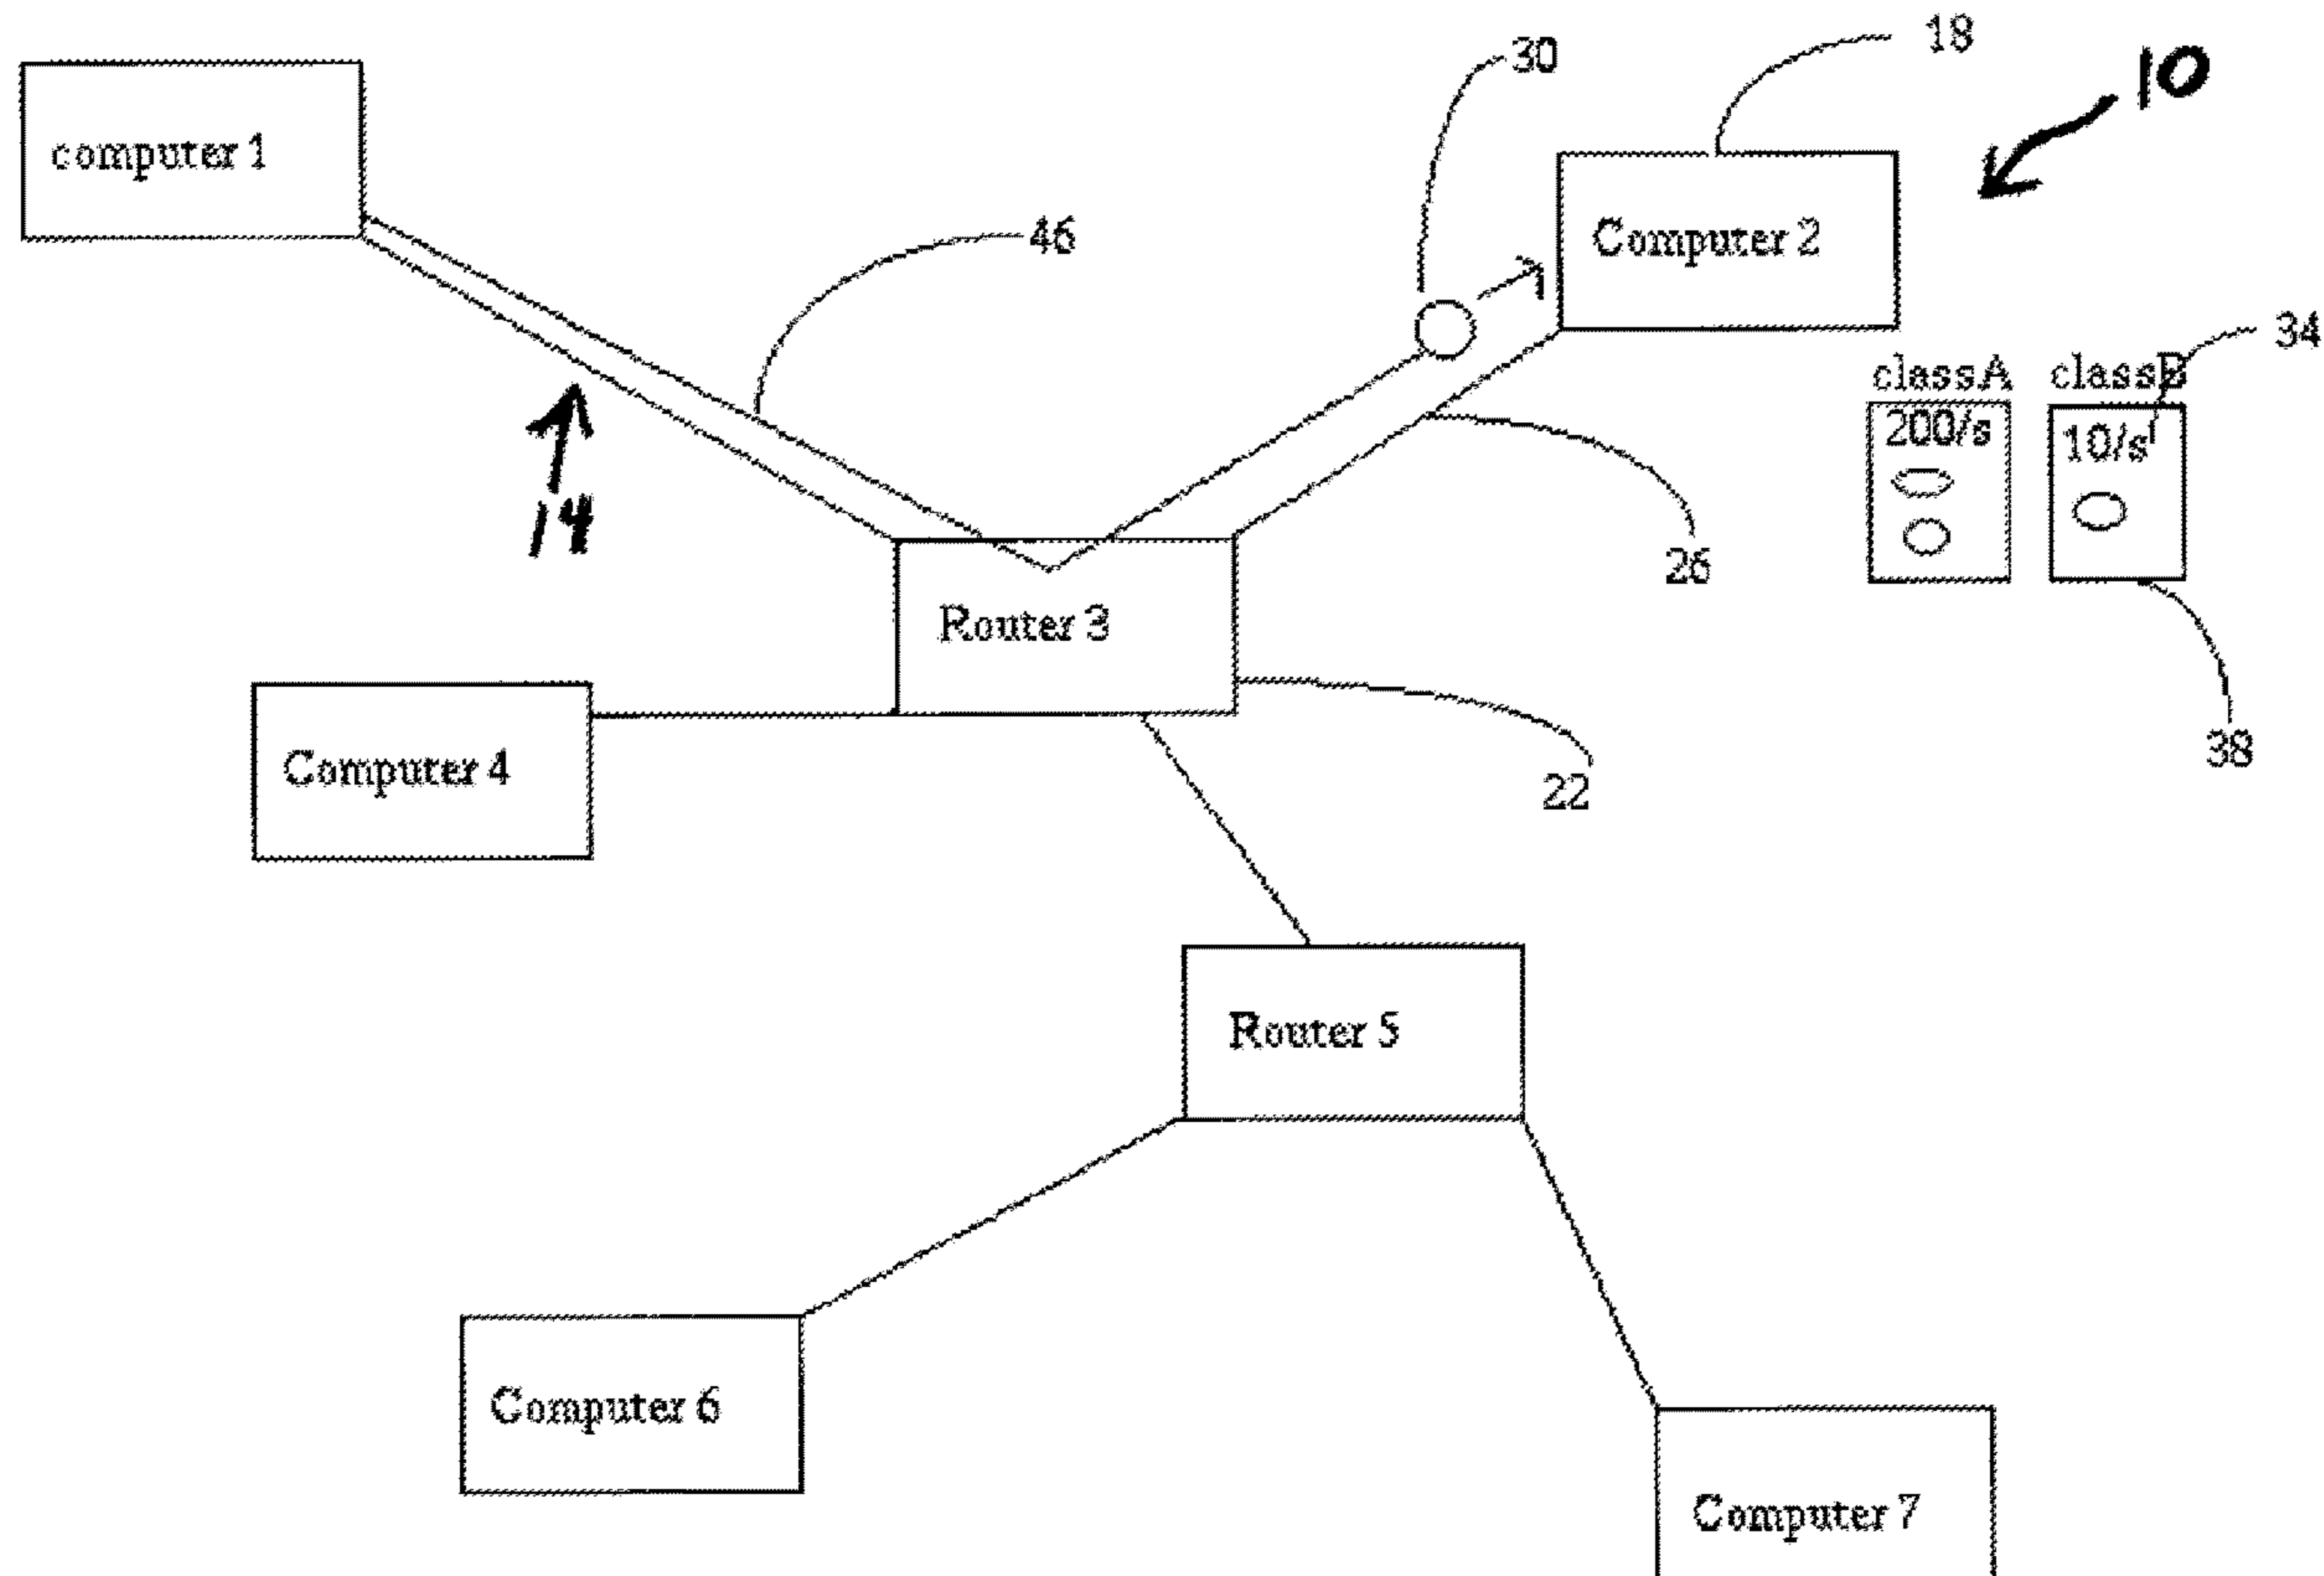 18
30
10
computer 1
46
Computer 2
34
classA classB
200/s 10/s
14
26
Router 3
38
Computer 4
22
Router 5
Computer 6
Computer 7